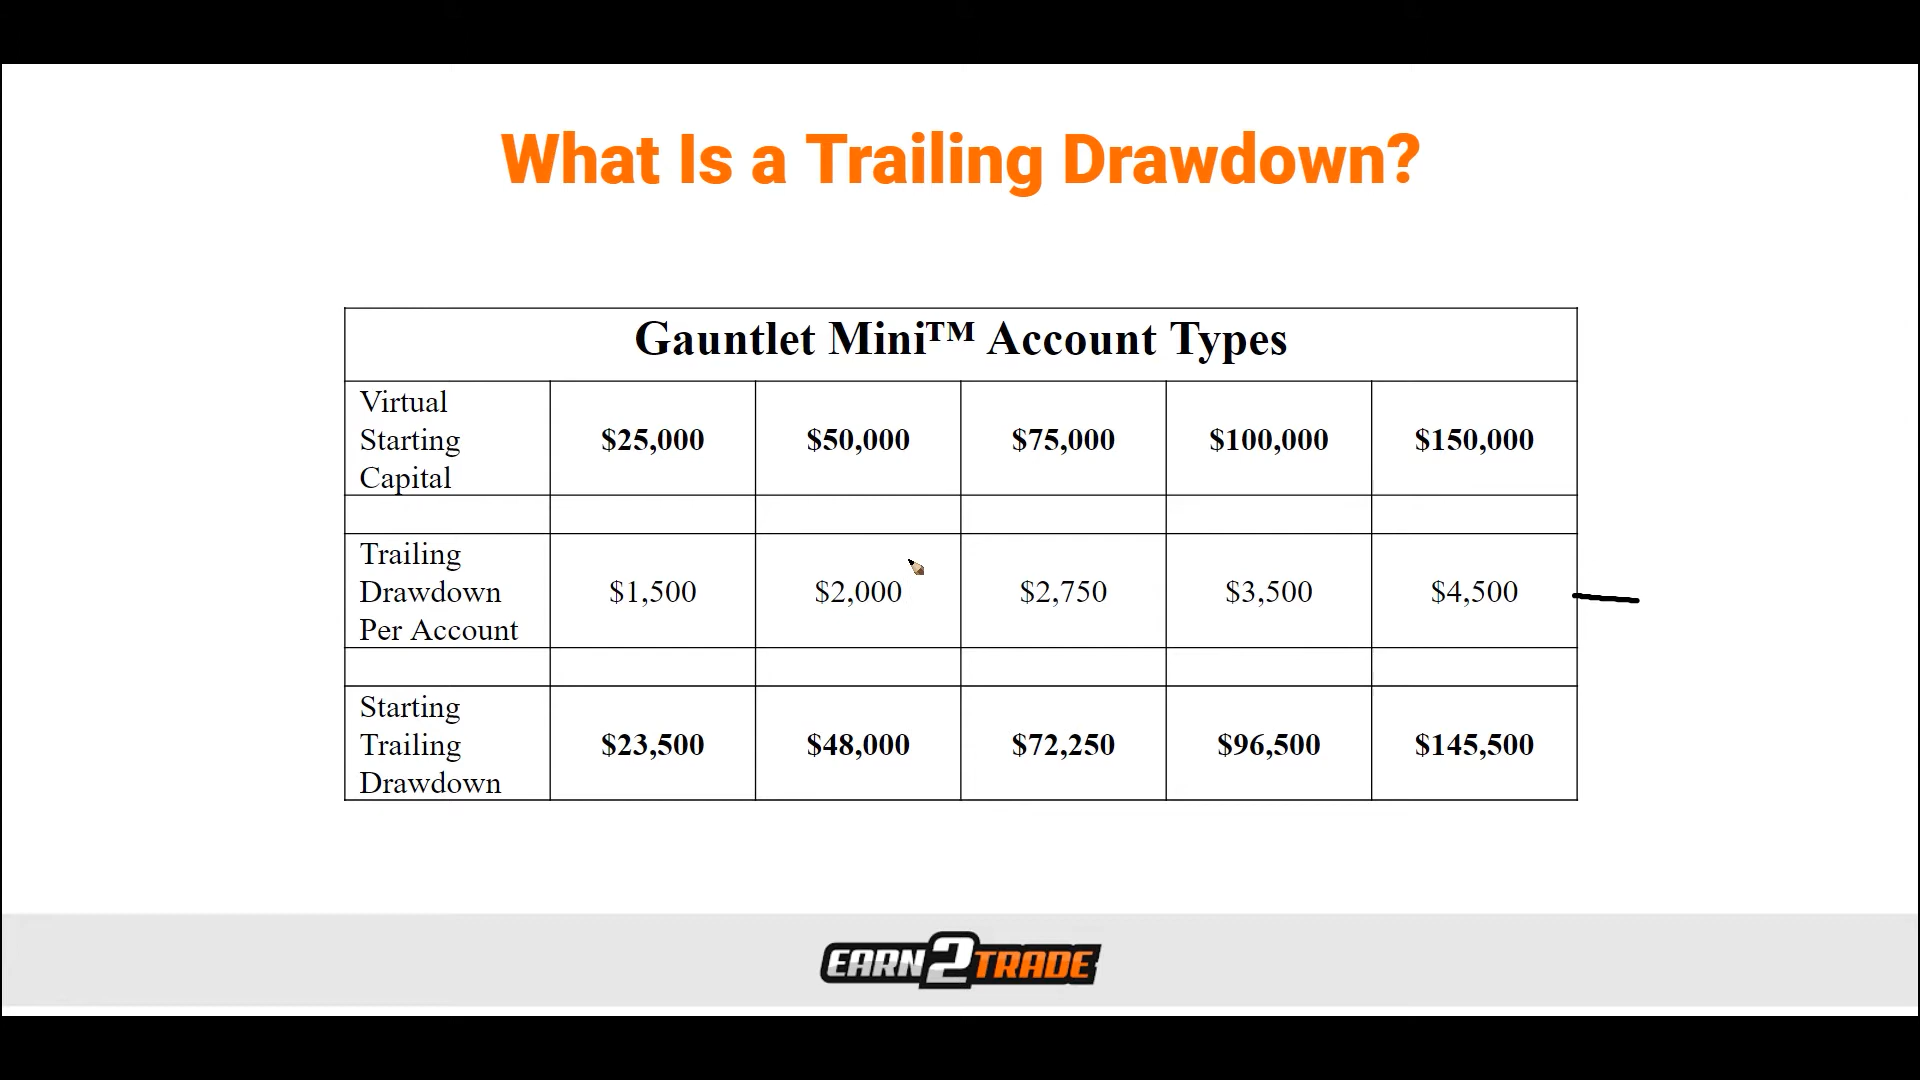 What Is a Trailing Drawdown?
Gauntlet Mini™ Account Types
Virtual
Starting
Capital
$25,000
$50,000
$75,000
$100,000
$150,000
Trailing
Drawdown
Per Account
$1,500
$2,000
$2,750
$3,500
$4,500
Starting
Trailing
Drawdown
$23,500
$48,000
$72,250
$96,500
$145,500
EARN2TRADE